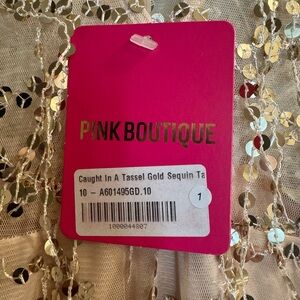 PINK BOUTIQUE
Caught In A Tassel Gold Sequin Ta
10 - A601495GD.10
1
1000044807